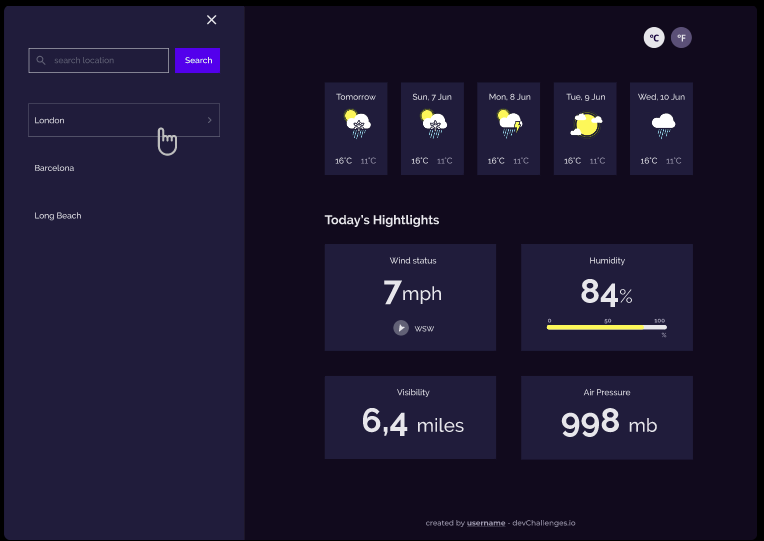 search location
Search
London
Barcelona
Long Beach
°C
°F
Tomorrow
16°C 11°C
Sun, 7 Jun
16°C 11°C
Mon, 8 Jun
16°C 11°C
Tue, 9 Jun
16°C 11°C
Wed, 10 Jun
16°C 11°C
Today's Hightlights
Wind status
7mph
WSW
Humidity
84%
0 50 100
%
Visibility
6,4 miles
Air Pressure
998 mb
created by username - devChallenges.io